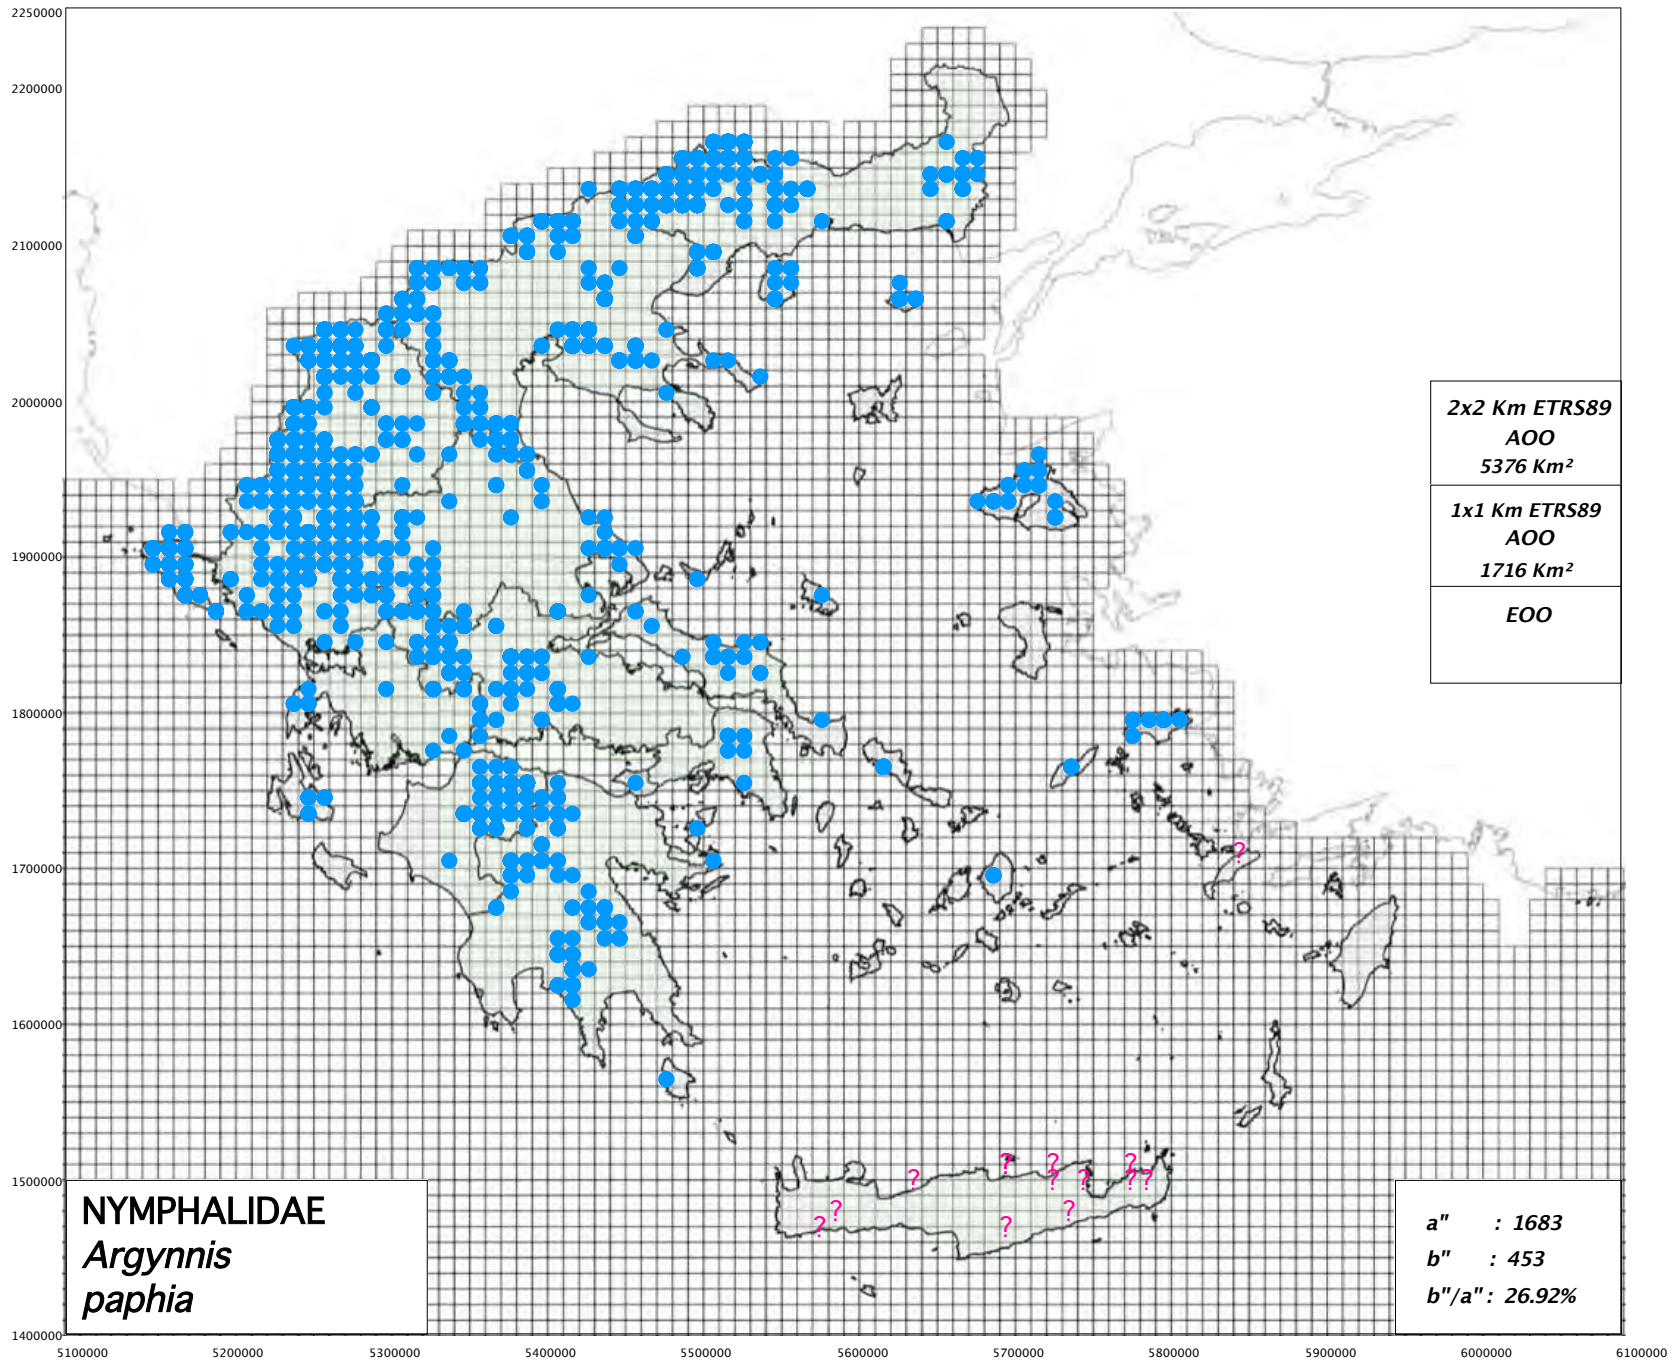 2250000
2200000
2100000
2000000
1900000
1800000
1700000
1600000
1500000
1400000
2x2 Km ETRS89
AOO
5376 Km²
1x1 Km ETRS89
AOO
1716 Km²
EOO
?
? ? ? ?
? ? ? ? ?
? ?
? ?
NYMPHALIDAE
Argynnis
paphia
a" : 1683
b" : 453
b"/a" : 26.92%
5100000 5200000 5300000 5400000 5500000 5600000 5700000 5800000 5900000 6000000 6100000